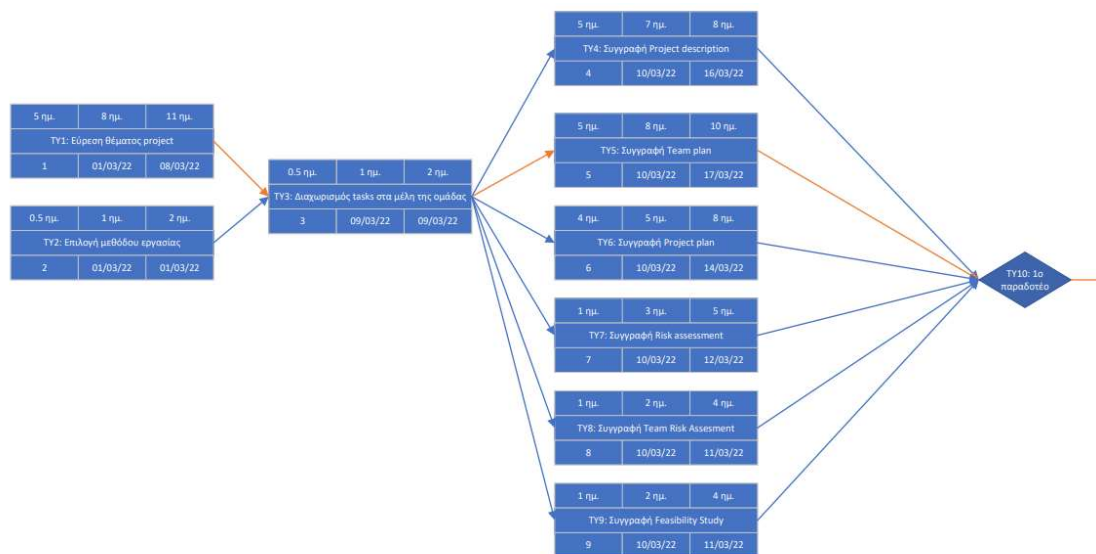 5 ημ. 8 ημ. 11 ημ.
ΤΥ1: Εύρεση θέματος project
1 01/03/22 08/03/22
0.5 ημ. 1 ημ. 2 ημ.
ΤΥ2: Επιλογή μεθόδου εργασίας
2 01/03/22 01/03/22
0.5 ημ. 1 ημ. 2 ημ.
ΤΥ3: Διαχωρισμός tasks στα μέλη της ομάδας
3 09/03/22 09/03/22
5 ημ. 7 ημ. 8 ημ.
ΤΥ4: Συγγραφή Project description
4 10/03/22 16/03/22
5 ημ. 8 ημ. 10 ημ.
ΤΥ5: Συγγραφή Team plan
5 10/03/22 17/03/22
4 ημ. 5 ημ. 8 ημ.
ΤΥ6: Συγγραφή Project plan
6 10/03/22 14/03/22
1 ημ. 3 ημ. 5 ημ.
ΤΥ7: Συγγραφή Risk assessment
7 10/03/22 12/03/22
1 ημ. 2 ημ. 4 ημ.
ΤΥ8: Συγγραφή Team Risk Assesment
8 10/03/22 11/03/22
1 ημ. 2 ημ. 4 ημ.
ΤΥ9: Συγγραφή Feasibility Study
9 10/03/22 11/03/22
ΤΥ10: 1ο
παραδοτέο